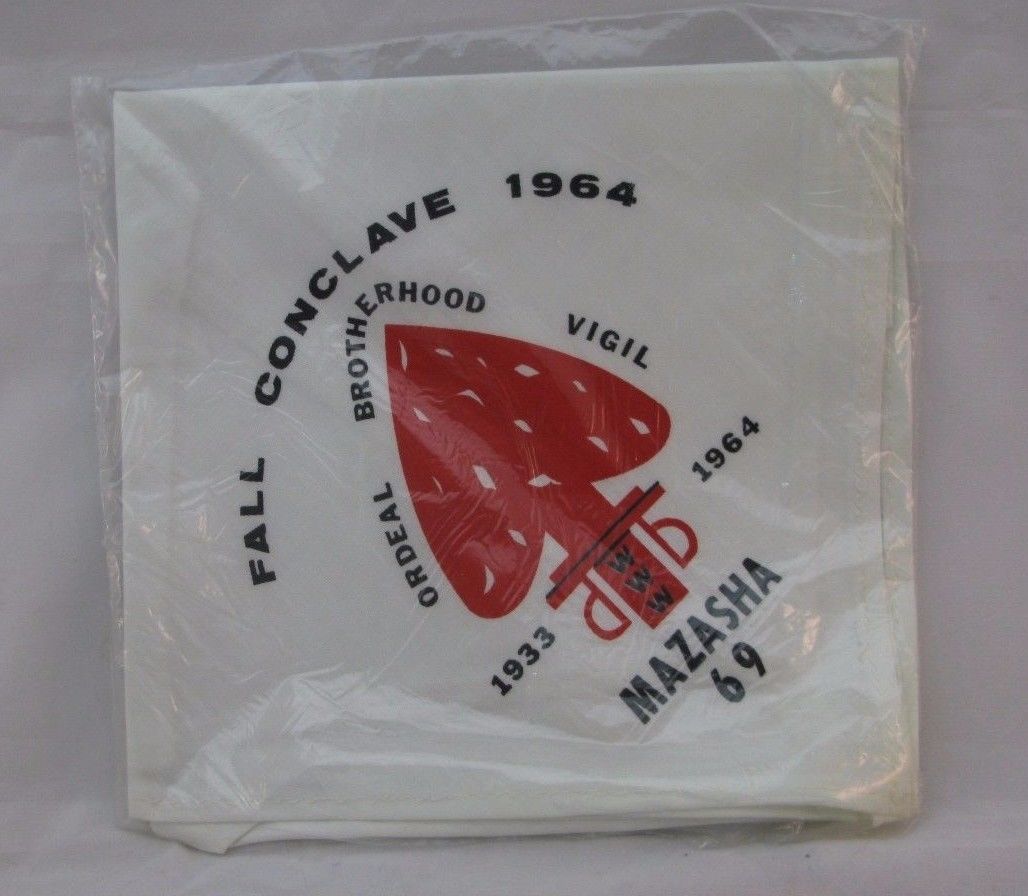 FALL CONCLAVE 1964
ORDEAL BROTHERHOOD VIGIL
1933
1964
WWW
MAZASHA
69